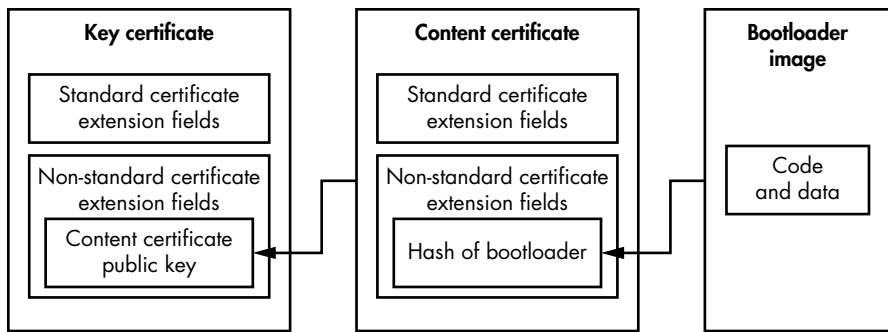 Key certificate
Standard certificate
extension fields
Non-standard certificate
extension fields
Content certificate
public key
Content certificate
Standard certificate
extension fields
Non-standard certificate
extension fields
Hash of bootloader
Bootloader
image
Code
and data